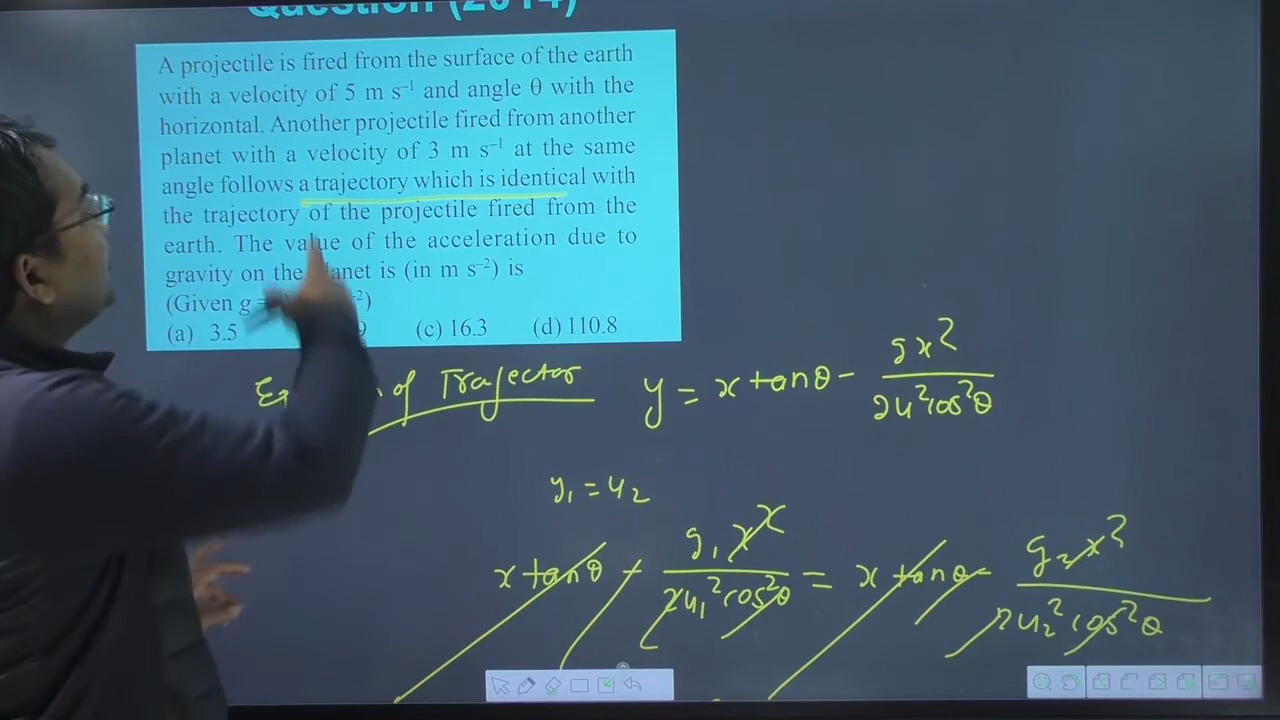 Question (2014)
A projectile is fired from the surface of the earth
with a velocity of 5 m s⁻¹ and angle θ with the
horizontal. Another projectile fired from another
planet with a velocity of 3 m s⁻¹ at the same
angle follows a trajectory which is identical with
the trajectory of the projectile fired from the
earth. The value of the acceleration due to
gravity on the planet is (in m s⁻²) is
(Given g =
(a) 3.5 (c) 16.3 (d) 110.8
of Trajector y = x tanθ - gx²/2u²cos²θ
y₁ = y₂
x tanθ - g₁x²/2u₁²cos²θ = x tanθ - g₂x²/2u₂²cos²θ